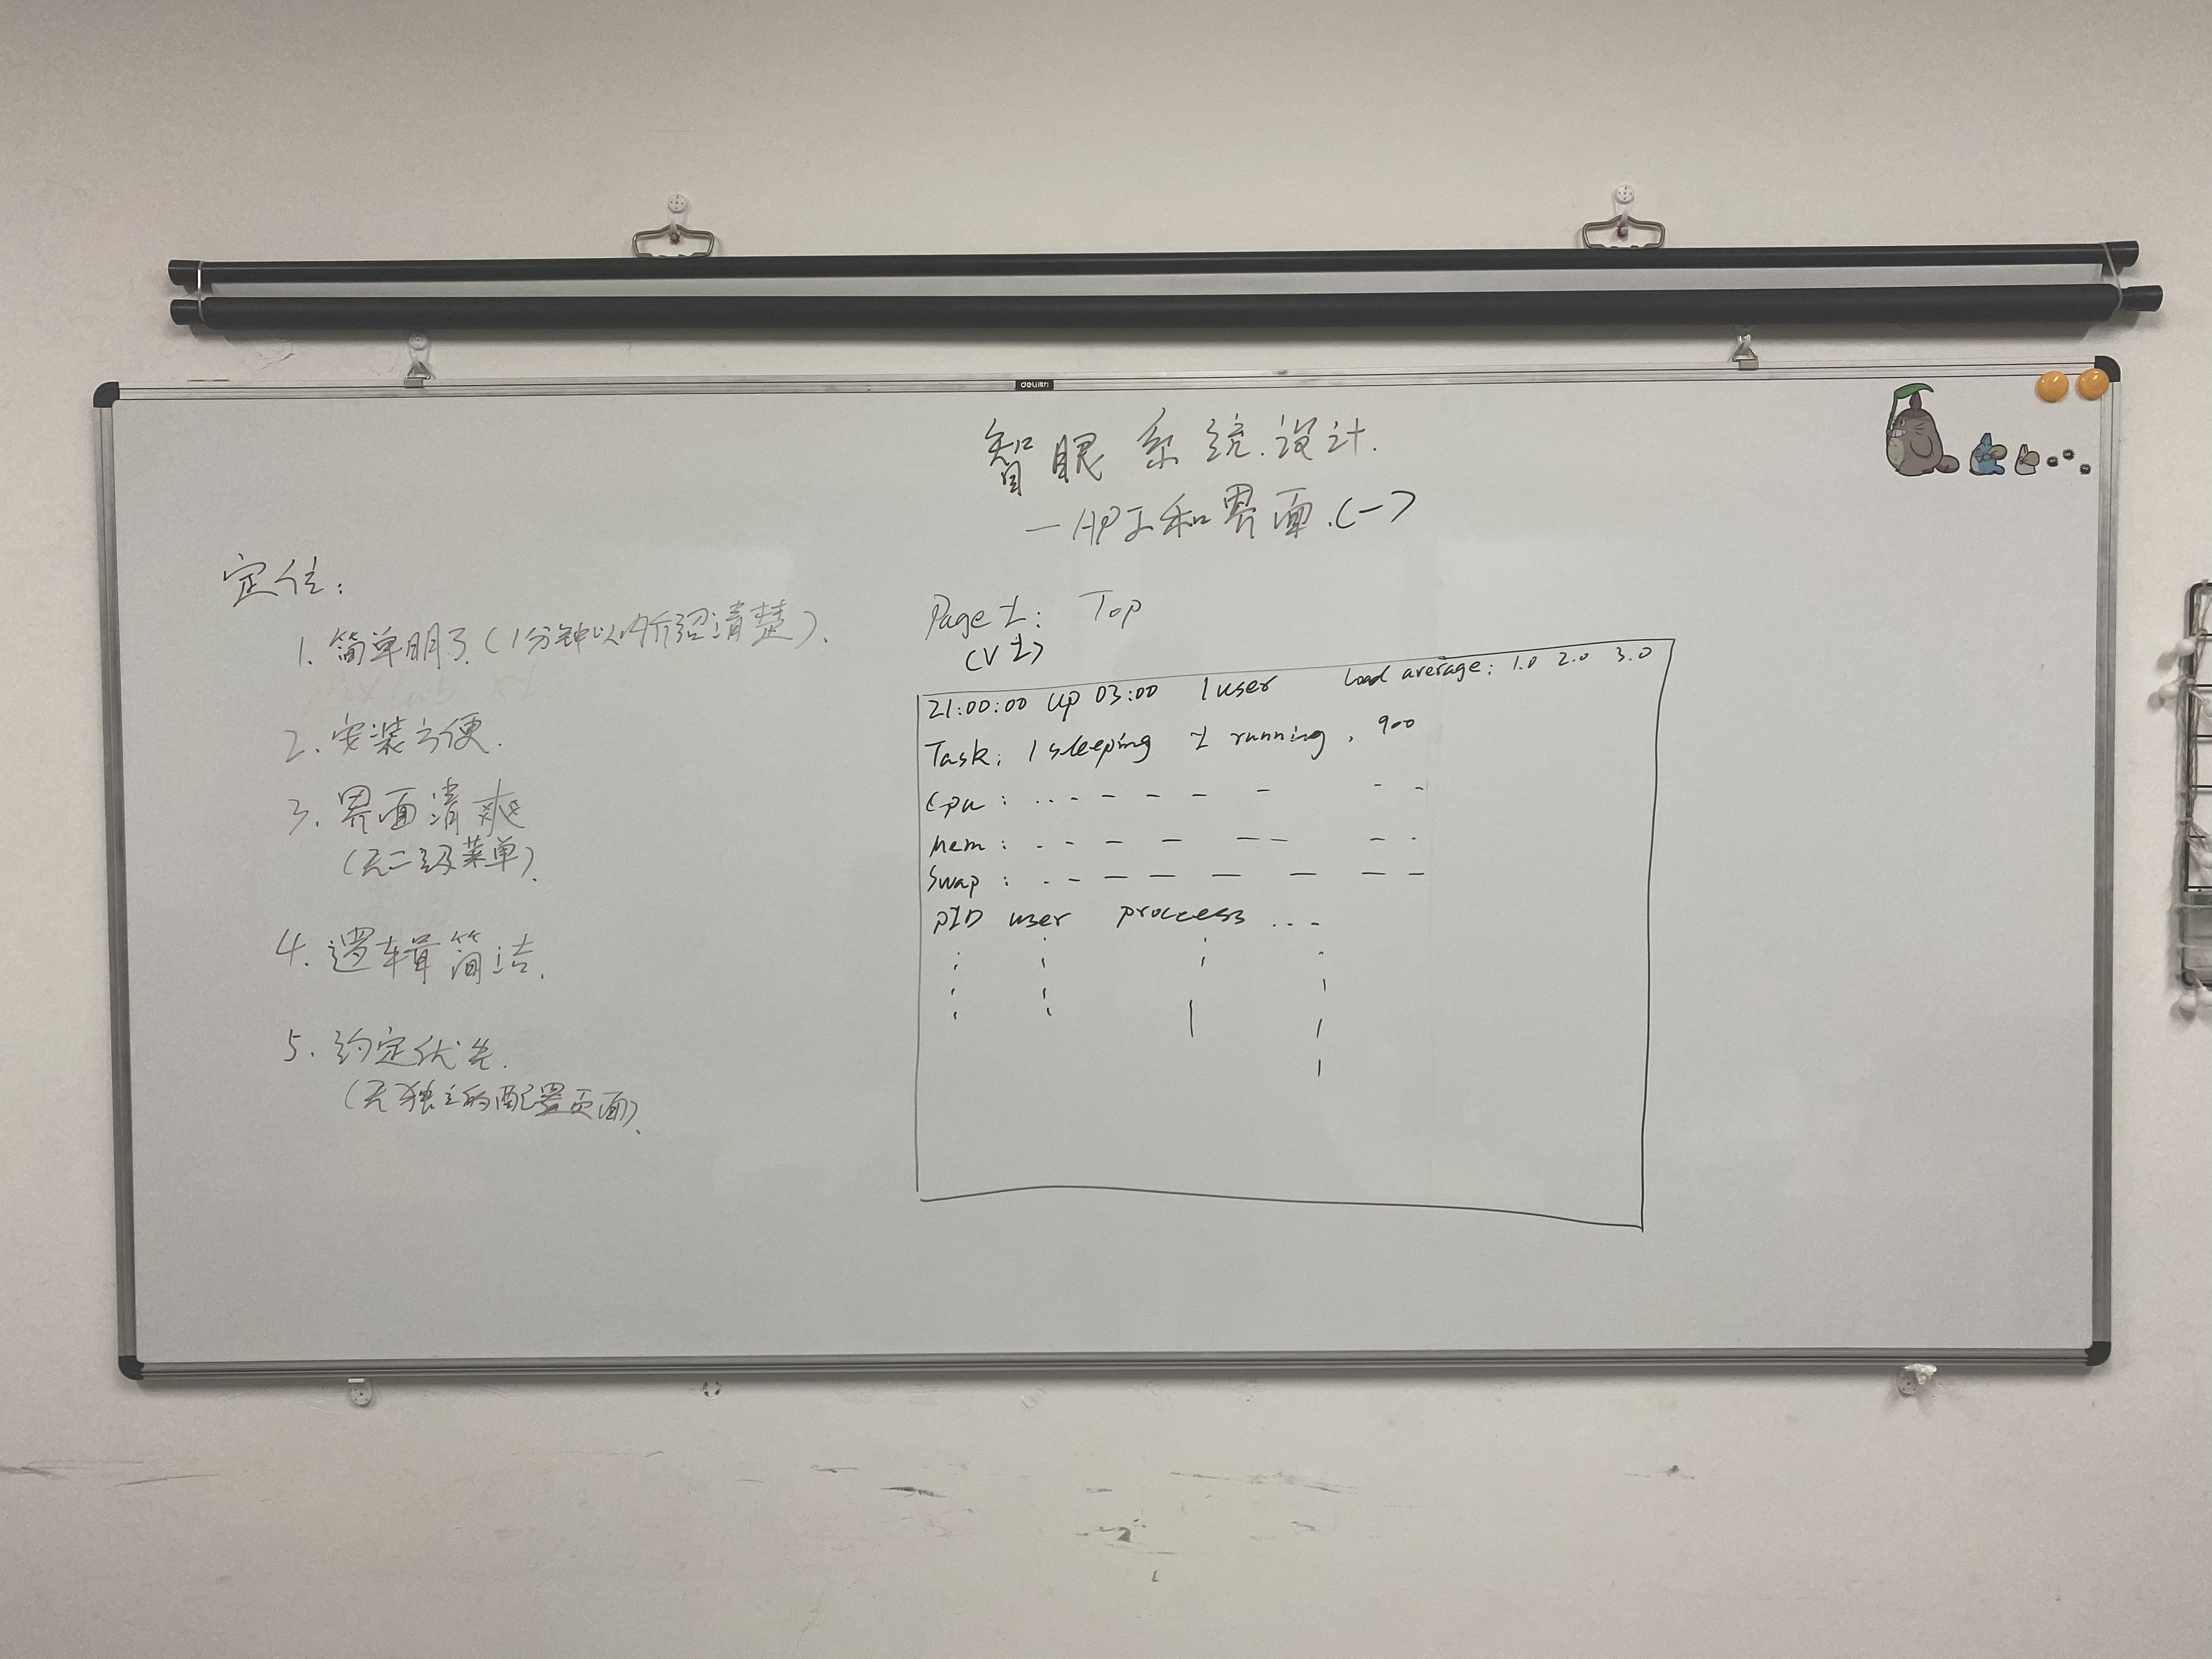 deli 得力
智眼系统设计.
—API和界面(一)
定位:
1. 简单明了(1分钟以内介绍清楚).
2. 安装方便.
3. 界面清爽
(无二级菜单).
4. 逻辑简洁.
5. 约定优先.
(无独立的配置页面).
Page 1: Top
(V1)
21:00:00 up 03:00 1 user Load average: 1.0 2.0 3.0
Task: 1 sleeping 1 running, 900
Cpu :
Mem :
Swap :
PID user proccess ...